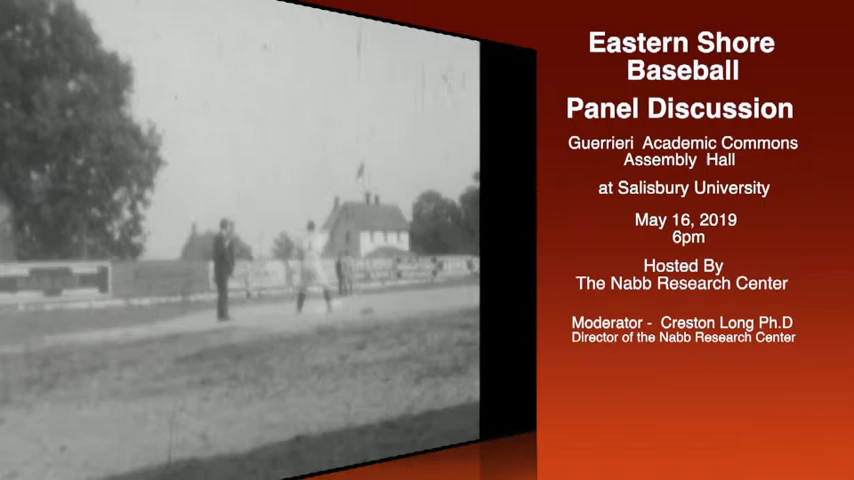 Eastern Shore
Baseball
Panel Discussion
Guerrieri Academic Commons
Assembly Hall
at Salisbury University
May 16, 2019
6pm
Hosted By
The Nabb Research Center
Moderator - Creston Long Ph.D
Director of the Nabb Research Center